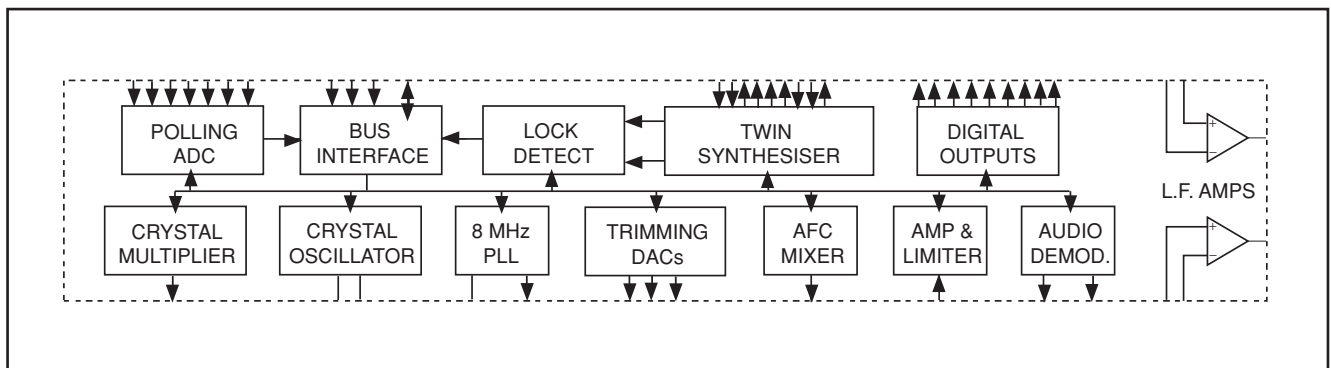 POLLING
ADC
BUS
INTERFACE
LOCK
DETECT
TWIN
SYNTHESISER
DIGITAL
OUTPUTS
+
−
L.F. AMPS
CRYSTAL
MULTIPLIER
CRYSTAL
OSCILLATOR
8 MHz
PLL
TRIMMING
DACs
AFC
MIXER
AMP &
LIMITER
AUDIO
DEMOD.
+
−